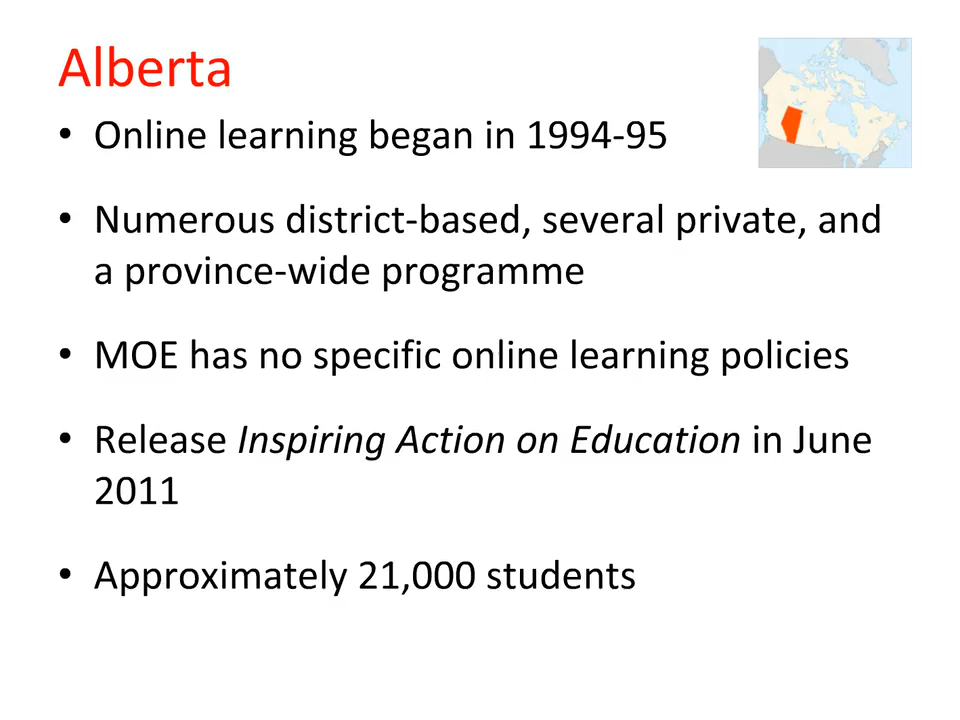 Alberta
• Online learning began in 1994-95
• Numerous district-based, several private, and
a province-wide programme
• MOE has no specific online learning policies
• Release Inspiring Action on Education in June
2011
• Approximately 21,000 students